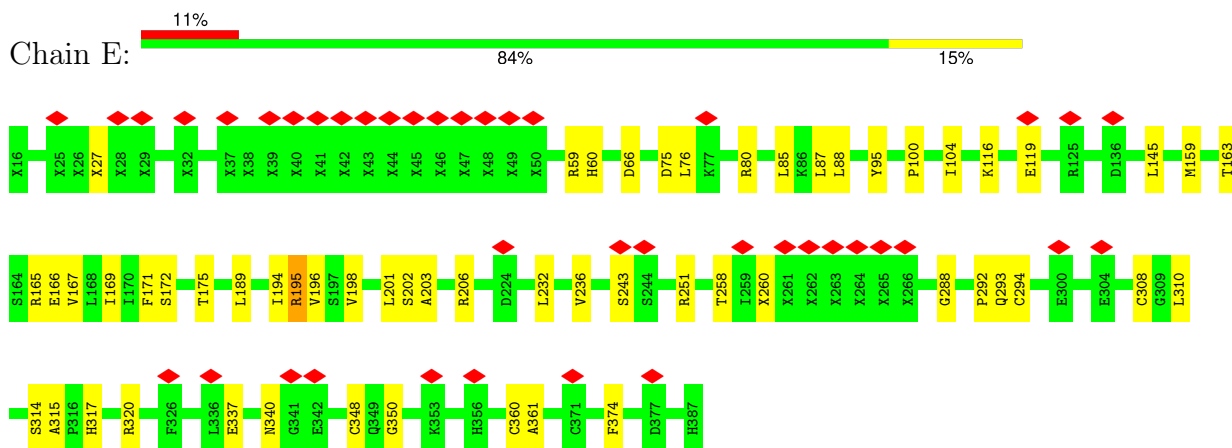 11%
Chain E:
84% 15%
X16 X25 X26 X27 X28 X29 X32 X37 X38 X39 X40 X41 X42 X43 X44 X45 X46 X47 X48 X49 X50 R59 H60 D66 D75 L76 K77 R80 L85 K86 L87 L88 Y95 P100 I104 K116 E119 R125 D136 L145 M159 T163
S164 R165 E166 V167 L168 I169 I170 F171 S172 T175 L189 I194 R195 V196 S197 V198 L201 S202 A203 R206 D224 L232 V236 S243 S244 R251 T258 I259 X260 X261 X262 X263 X264 X265 X266 G288 P292 Q293 C294 E300 E304 C308 G309 L310
S314 A315 P316 H317 R320 F326 L336 E337 N340 G341 E342 C348 Q349 G350 K353 H356 C360 A361 C371 F374 D377 H387